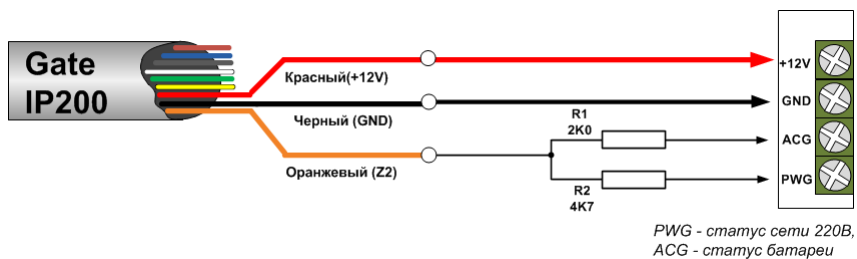 Gate
IP200
Красный(+12V)
Черный (GND)
Оранжевый (Z2)
R1
2K0
R2
4K7
+12V
GND
ACG
PWG
PWG - статус сети 220В,
ACG - статус батареи